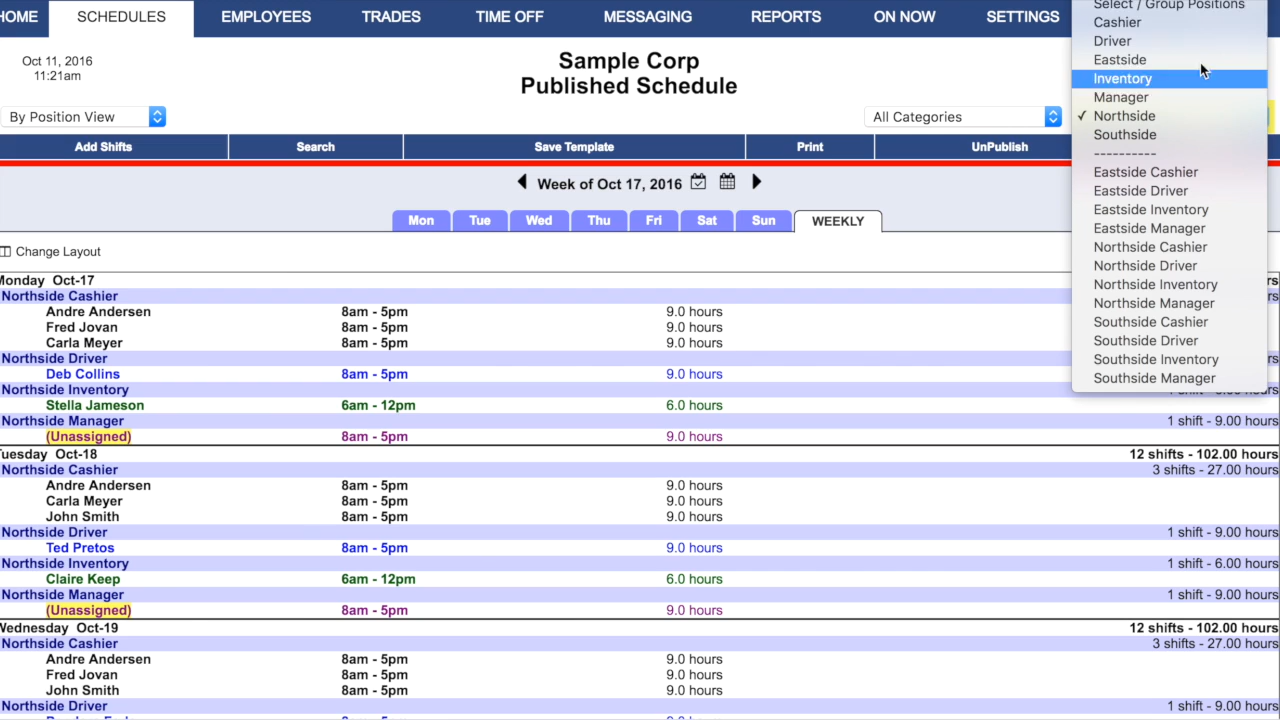 HOME SCHEDULES EMPLOYEES TRADES TIME OFF MESSAGING REPORTS ON NOW SETTINGS
Oct 11, 2016
11:21am
Sample Corp
Published Schedule
By Position View
All Categories
Select / Group Positions
Cashier
Driver
Eastside
Inventory
Manager
✓ Northside
Southside
----------
Eastside Cashier
Eastside Driver
Eastside Inventory
Eastside Manager
Northside Cashier
Northside Driver
Northside Inventory
Northside Manager
Southside Cashier
Southside Driver
Southside Inventory
Southside Manager
Add Shifts Search Save Template Print UnPublish
Week of Oct 17, 2016
Mon Tue Wed Thu Fri Sat Sun WEEKLY
Change Layout
Monday Oct-17
Northside Cashier
Andre Andersen 8am - 5pm 9.0 hours
Fred Jovan 8am - 5pm 9.0 hours
Carla Meyer 8am - 5pm 9.0 hours
Northside Driver
Deb Collins 8am - 5pm 9.0 hours
Northside Inventory
Stella Jameson 6am - 12pm 6.0 hours
Northside Manager 1 shift - 9.00 hours
(Unassigned) 8am - 5pm 9.0 hours
Tuesday Oct-18 12 shifts - 102.00 hours
Northside Cashier 3 shifts - 27.00 hours
Andre Andersen 8am - 5pm 9.0 hours
Carla Meyer 8am - 5pm 9.0 hours
John Smith 8am - 5pm 9.0 hours
Northside Driver 1 shift - 9.00 hours
Ted Pretos 8am - 5pm 9.0 hours
Northside Inventory 1 shift - 6.00 hours
Claire Keep 6am - 12pm 6.0 hours
Northside Manager 1 shift - 9.00 hours
(Unassigned) 8am - 5pm 9.0 hours
Wednesday Oct-19 12 shifts - 102.00 hours
Northside Cashier 3 shifts - 27.00 hours
Andre Andersen 8am - 5pm 9.0 hours
Fred Jovan 8am - 5pm 9.0 hours
John Smith 8am - 5pm 9.0 hours
Northside Driver 1 shift - 9.00 hours